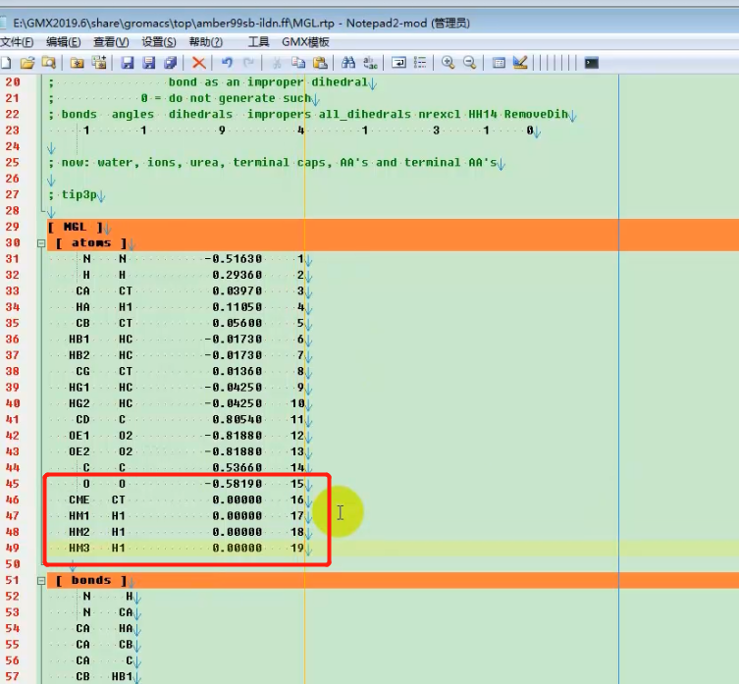 E:\GMX2019.6\share\gromacs\top\amber99sb-ildn.ff\MGL.rtp - Notepad2-mod (管理员)
文件(F) 编辑(E) 查看(V) 设置(S) 帮助(?) 工具 GMX模板
20 ; bond as an improper dihedral
21 ; 0 = do not generate such
22 ; bonds angles dihedrals impropers all_dihedrals nrexcl HH14 RemoveDih
23 1 1 9 4 1 3 1 0
24
25 ; now: water, ions, urea, terminal caps, AA's and terminal AA's
26
27 ; tip3p
28
29 [ MGL ]
30 [ atoms ]
31 N N -0.51630 1
32 H H 0.29360 2
33 CA CT 0.03970 3
34 HA H1 0.11050 4
35 CB CT 0.05600 5
36 HB1 HC -0.01730 6
37 HB2 HC -0.01730 7
38 CG CT 0.01360 8
39 HG1 HC -0.04250 9
40 HG2 HC -0.04250 10
41 CD C 0.80540 11
42 OE1 O2 -0.81880 12
43 OE2 O2 -0.81880 13
44 C C 0.53660 14
45 O O -0.58190 15
46 CME CT 0.00000 16
47 HM1 H1 0.00000 17
48 HM2 H1 0.00000 18
49 HM3 H1 0.00000 19
50
51 [ bonds ]
52 N H
53 N CA
54 CA HA
55 CA CB
56 CA C
57 CB HB1